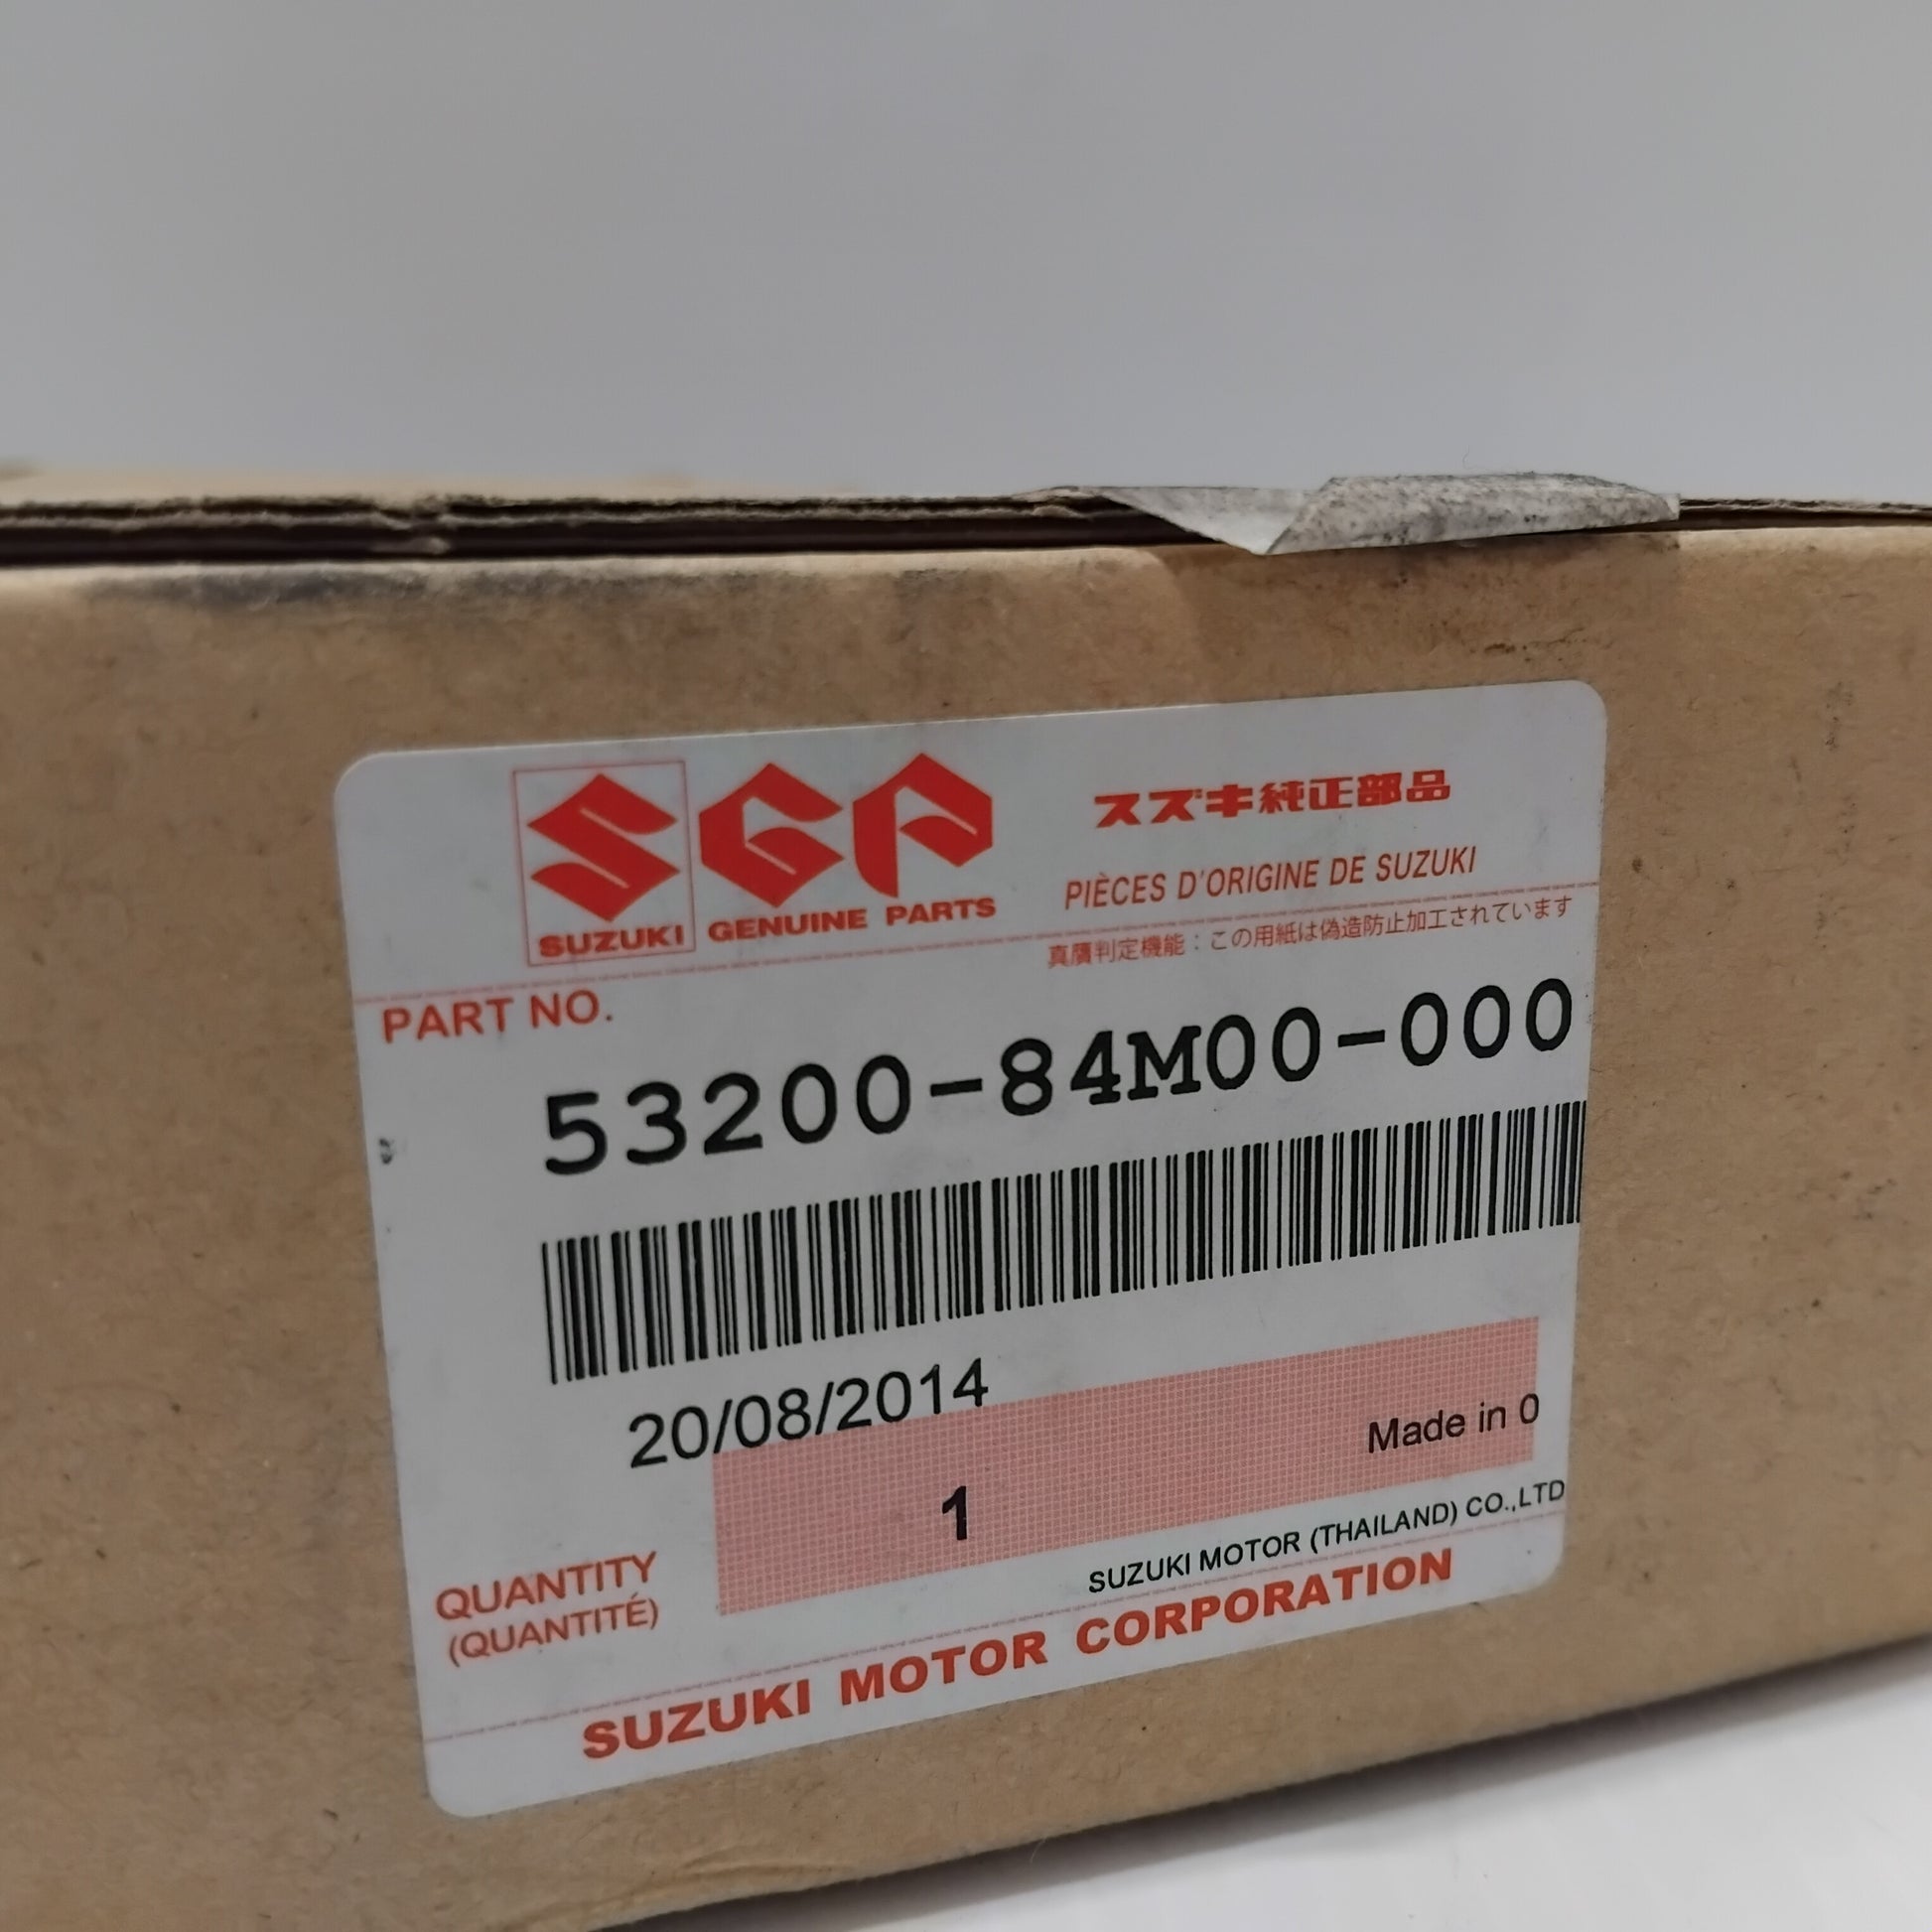 SGP
SUZUKI GENUINE PARTS
スズキ純正部品
PIÈCES D'ORIGINE DE SUZUKI
真贋判定機能：この用紙は偽造防止加工されています
PART NO.
53200-84M00-000
20/08/2014
Made in 0
1
QUANTITY
(QUANTITÉ)
SUZUKI MOTOR (THAILAND) CO.,LTD
SUZUKI MOTOR CORPORATION